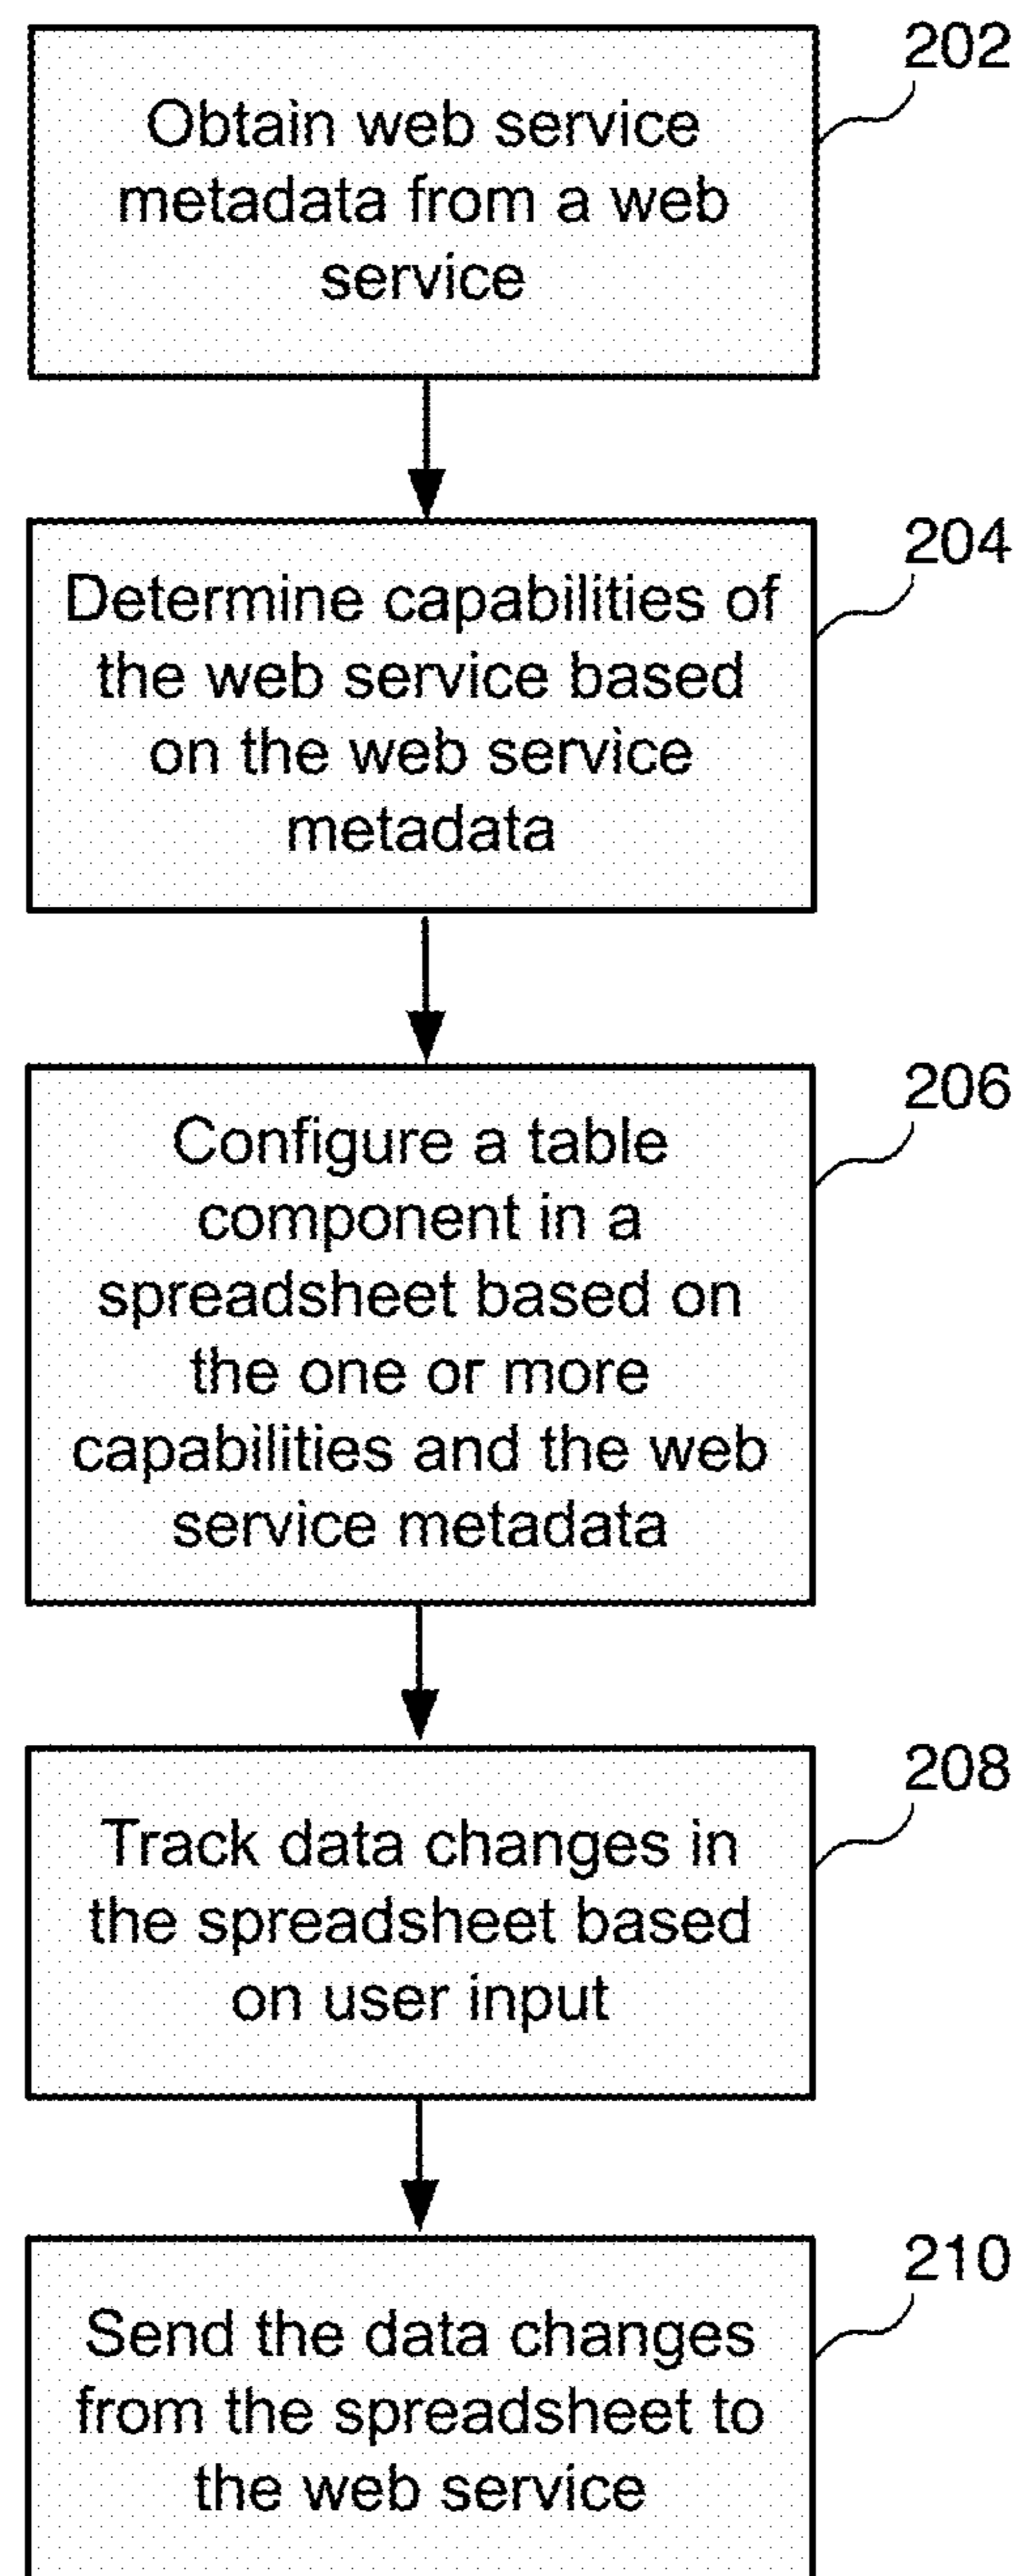 202
Obtain web service
metadata from a web
service
204
Determine capabilities of
the web service based
on the web service
metadata
206
Configure a table
component in a
spreadsheet based on
the one or more
capabilities and the web
service metadata
208
Track data changes in
the spreadsheet based
on user input
210
Send the data changes
from the spreadsheet to
the web service